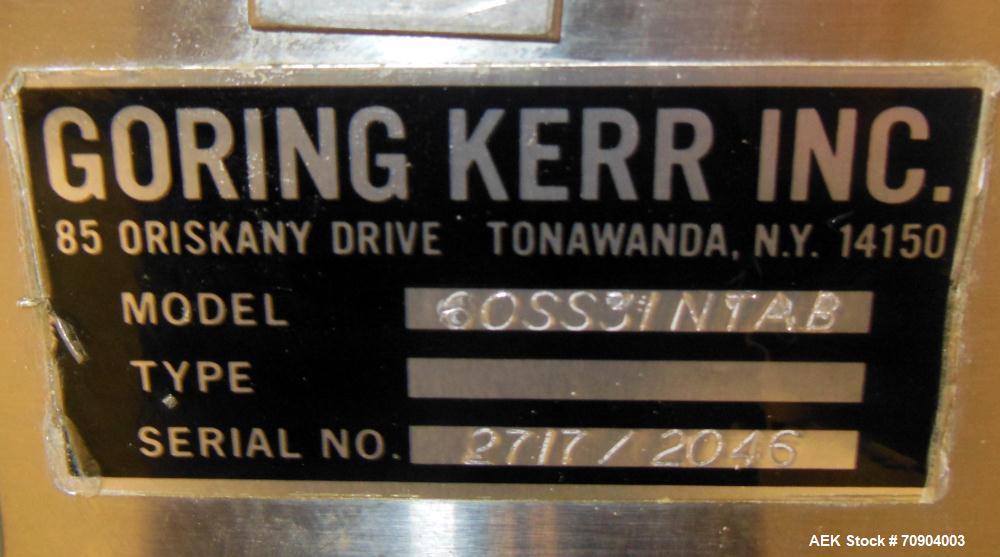 GORING KERR INC.
85 ORISKANY DRIVE TONAWANDA, N.Y. 14150
MODEL 60SS31NTAB
TYPE
SERIAL NO. 2717/2046
AEK Stock # 70904003